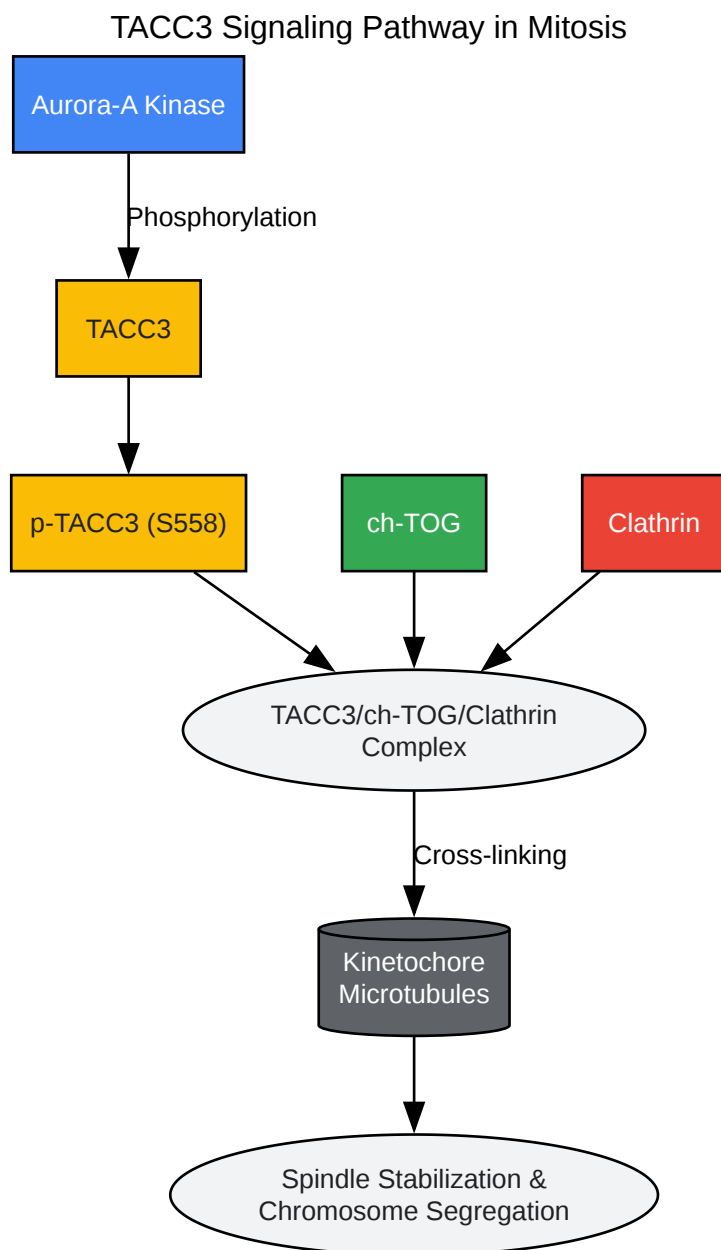 TACC3 Signaling Pathway in Mitosis
Aurora-A Kinase
Phosphorylation
TACC3
p-TACC3 (S558)
ch-TOG
Clathrin
TACC3/ch-TOG/Clathrin
Complex
Cross-linking
Kinetochore
Microtubules
Spindle Stabilization &
Chromosome Segregation